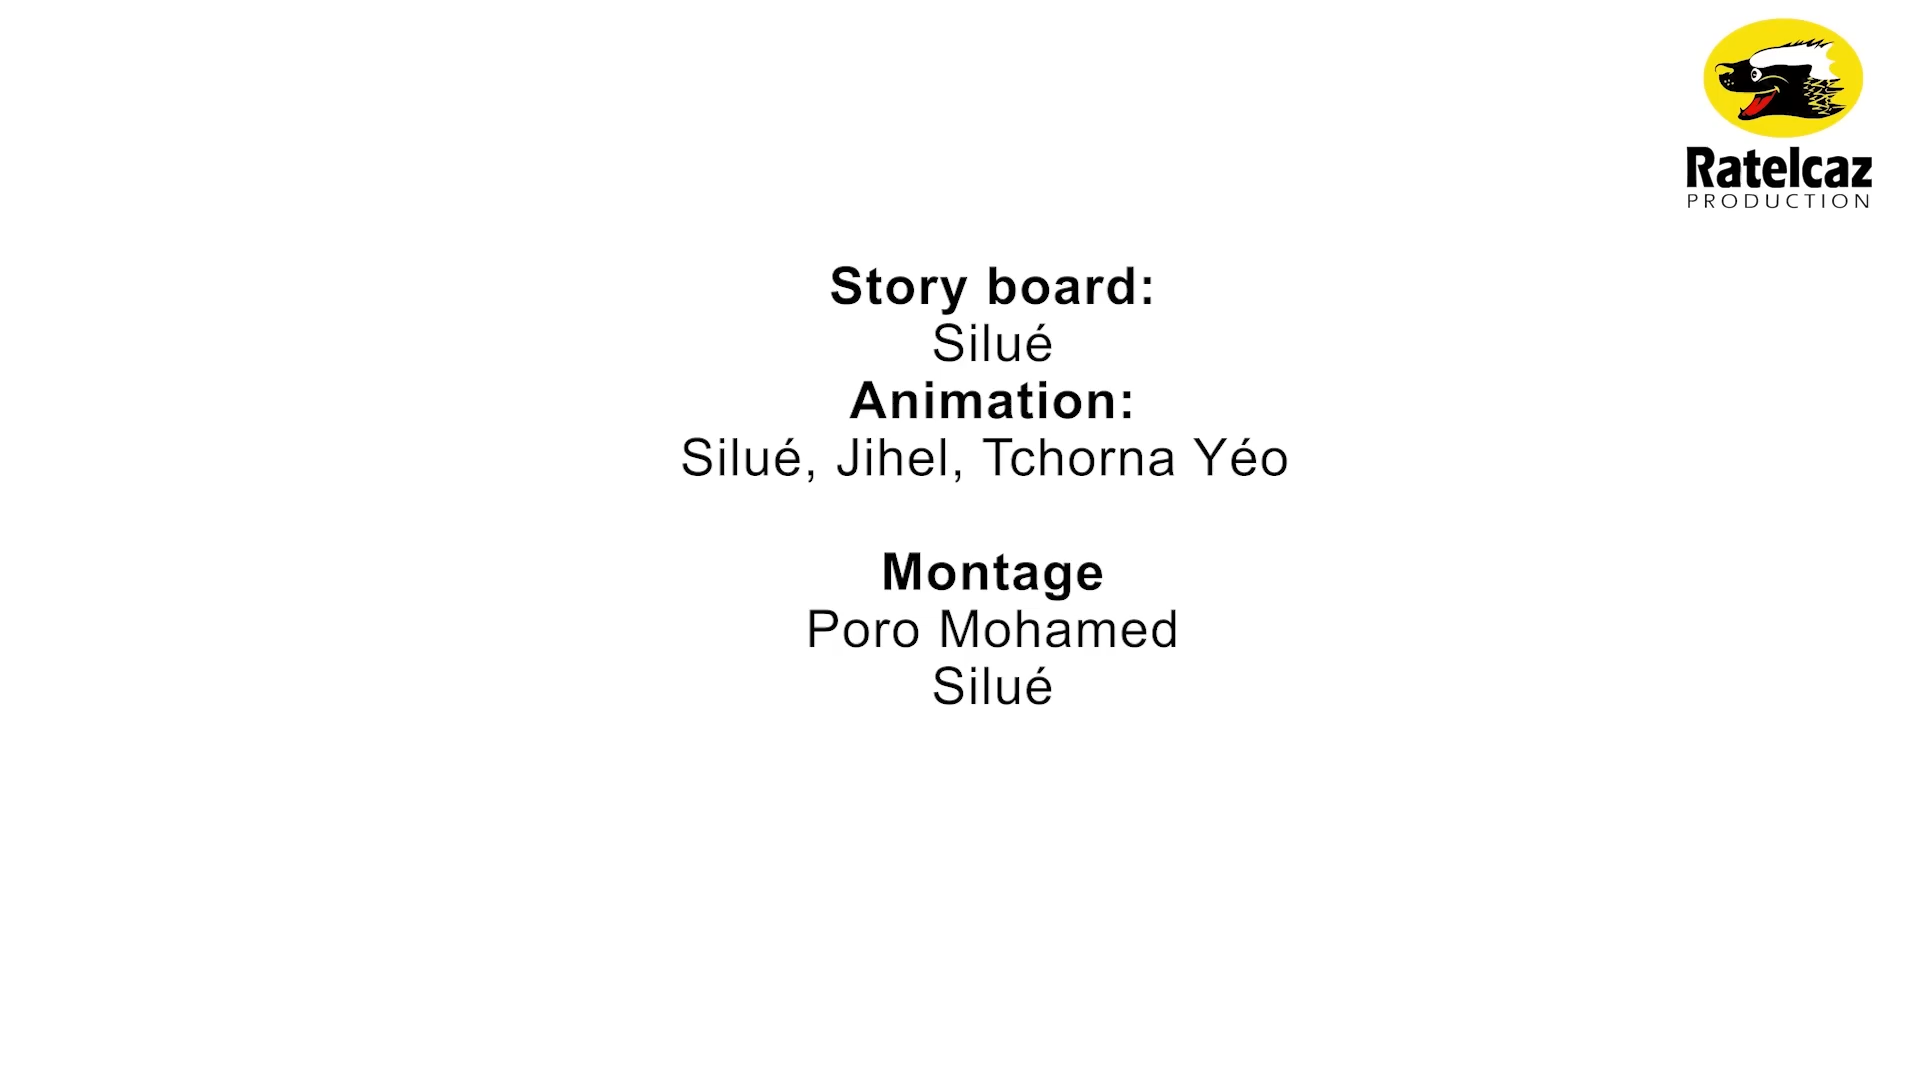 Ratelcaz
PRODUCTION
Story board:
Silué
Animation:
Silué, Jihel, Tchorna Yéo
Montage
Poro Mohamed
Silué